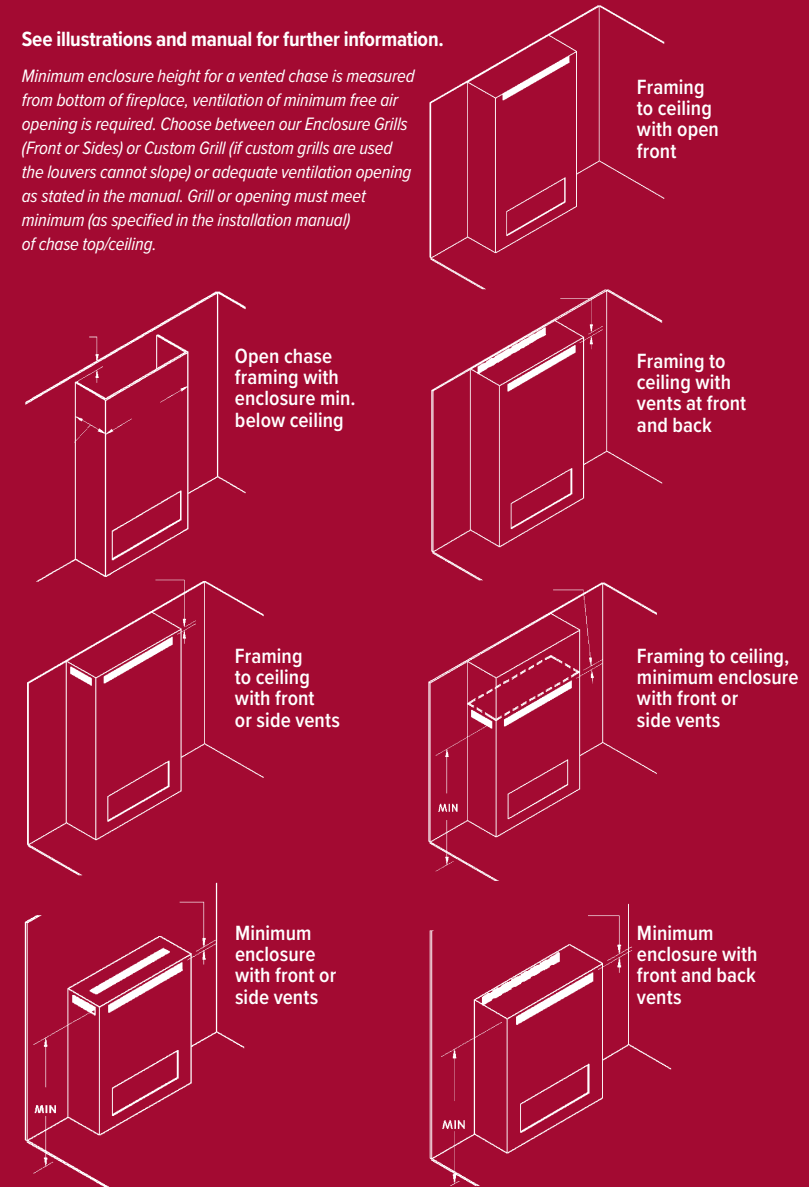 See illustrations and manual for further information.
Minimum enclosure height for a vented chase is measured
from bottom of fireplace, ventilation of minimum free air
opening is required. Choose between our Enclosure Grills
(Front or Sides) or Custom Grill (if custom grills are used
the louvers cannot slope) or adequate ventilation opening
as stated in the manual. Grill or opening must meet
minimum (as specified in the installation manual)
of chase top/ceiling.
Framing
to ceiling
with open
front
Open chase
framing with
enclosure min.
below ceiling
Framing to
ceiling with
vents at front
and back
Framing
to ceiling
with front
or side vents
Framing to ceiling,
minimum enclosure
with front or
side vents
MIN
Minimum
enclosure
with front or
side vents
MIN
Minimum
enclosure with
front and back
vents
MIN